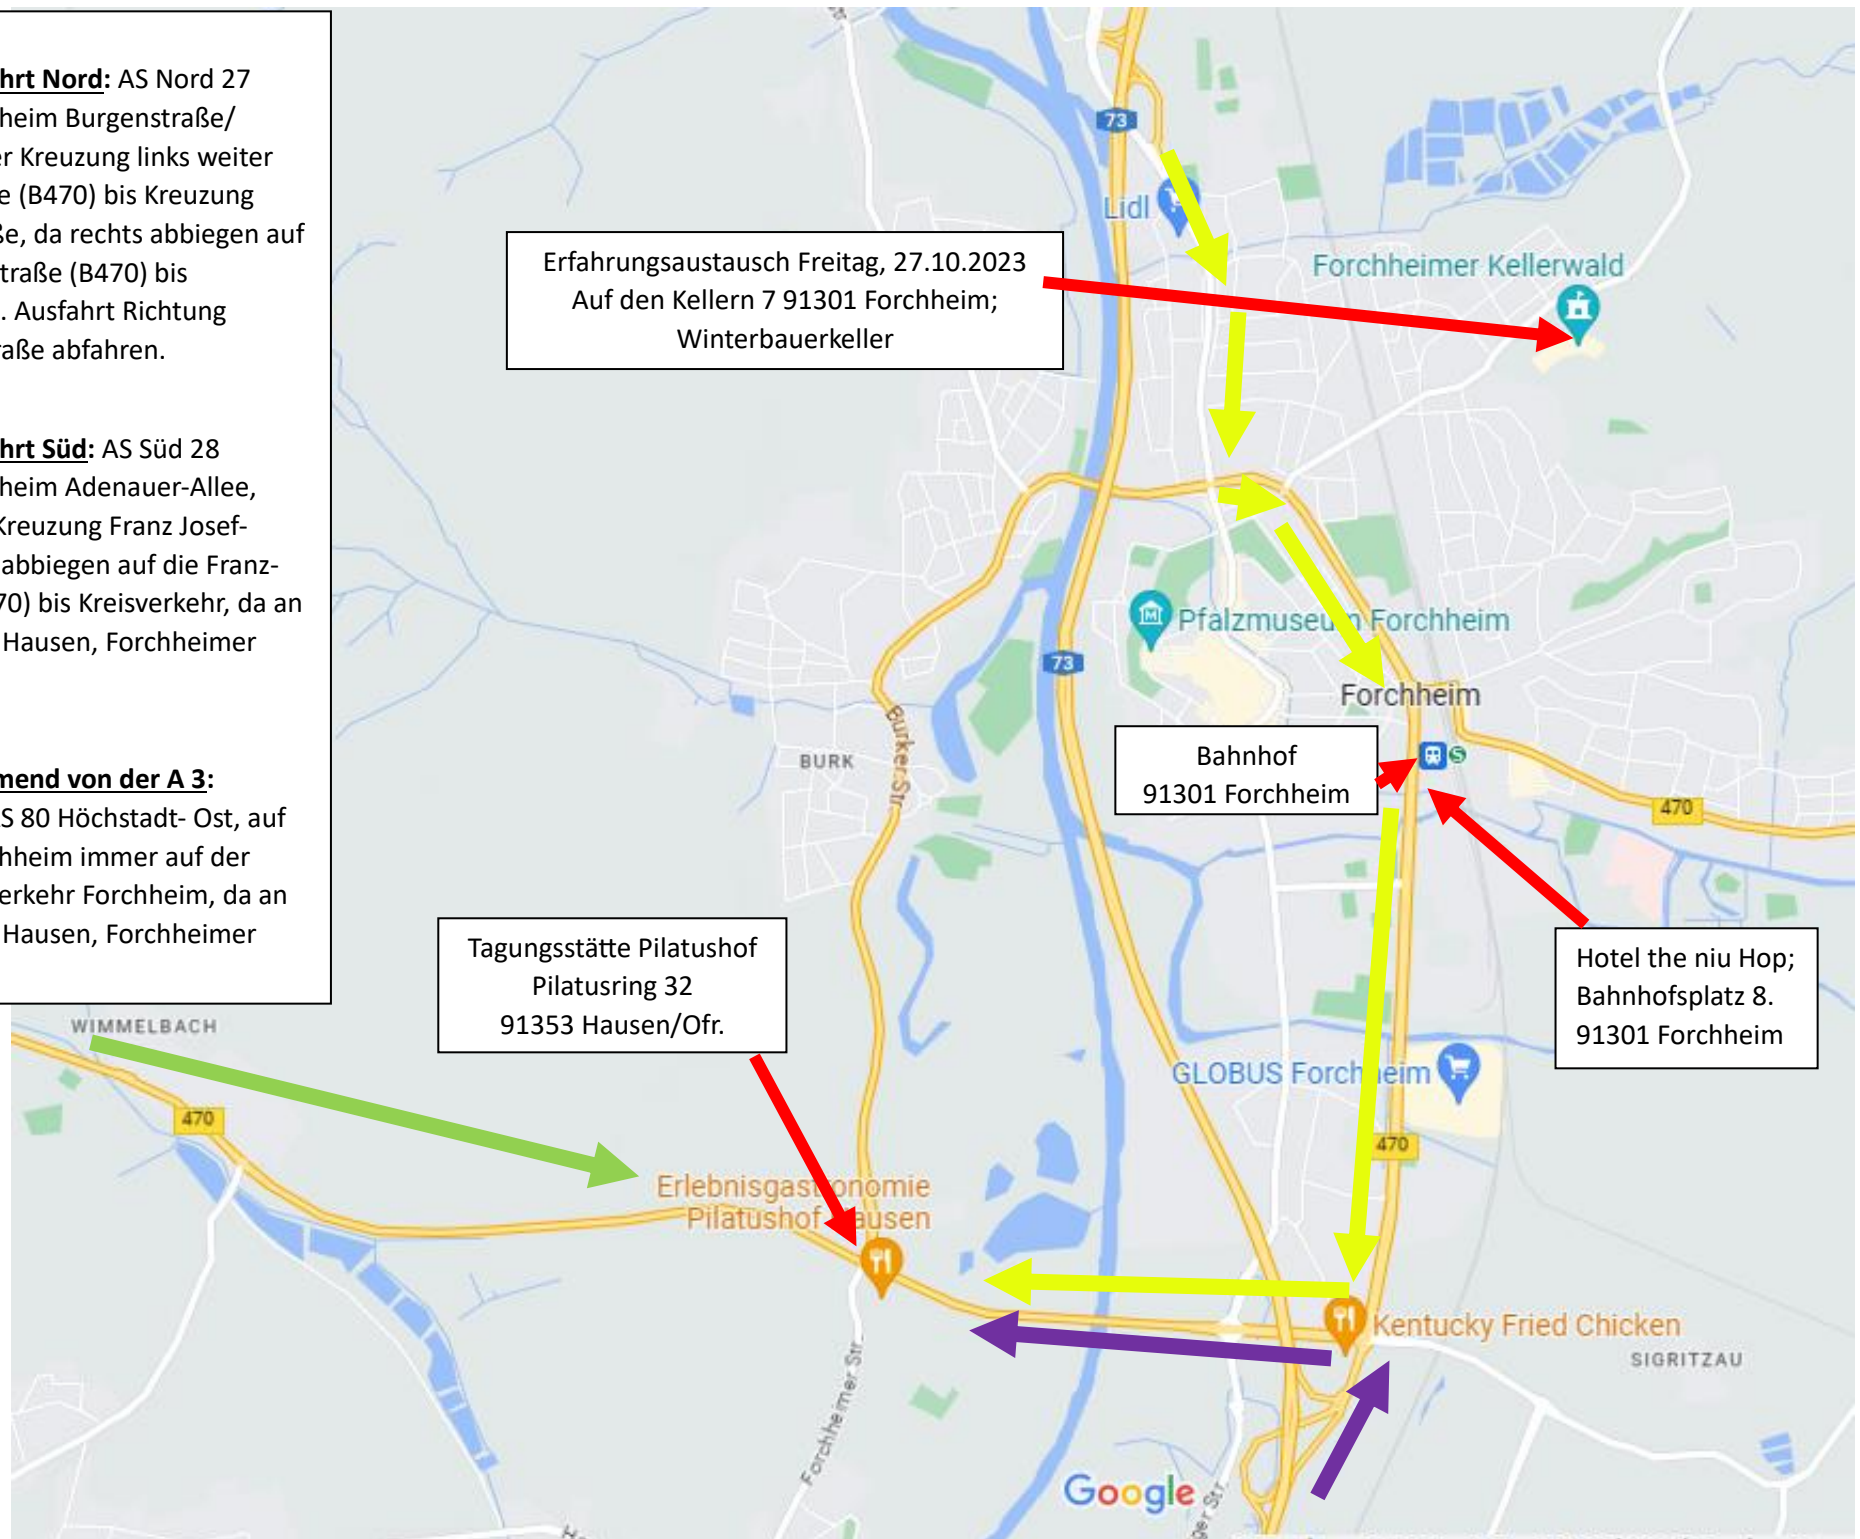 hrt Nord: AS Nord 27
heim Burgenstraße/
er Kreuzung links weiter
e (B470) bis Kreuzung
ße, da rechts abbiegen auf
traße (B470) bis
. Ausfahrt Richtung
raße abfahren.
hrt Süd: AS Süd 28
heim Adenauer-Allee,
Kreuzung Franz Josef-
abbiegen auf die Franz-
70) bis Kreisverkehr, da an
Hausen, Forchheimer
mend von der A 3:
AS 80 Höchstadt- Ost, auf
chheim immer auf der
verkehr Forchheim, da an
Hausen, Forchheimer
73
Lidl
Erfahrungsaustausch Freitag, 27.10.2023
Auf den Kellern 7 91301 Forchheim;
Winterbauerkeller
Forchheimer Kellerwald
Pfalzmuseum Forchheim
73
Forchheim
Burker Str.
BURK
Bahnhof
91301 Forchheim
S
470
Tagungsstätte Pilatushof
Pilatusring 32
91353 Hausen/Ofr.
Hotel the niu Hop;
Bahnhofsplatz 8.
91301 Forchheim
WIMMELBACH
GLOBUS Forchheim
470
470
Erlebnisgastronomie
Pilatushof Hausen
Kentucky Fried Chicken
SIGRITZAU
Forchheimer Str.
Google
ger Str.